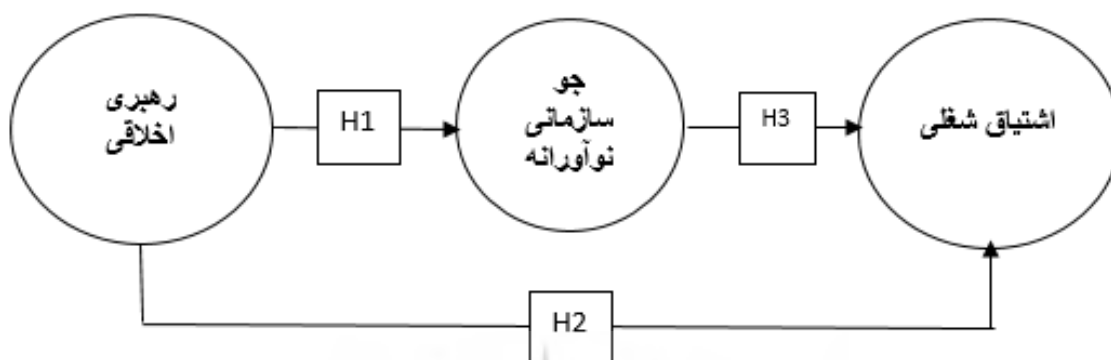 رهبری
اخلاقی
H1
جو
سازمانی
نوآورانه
H3
اشتیاق شغلی
H2